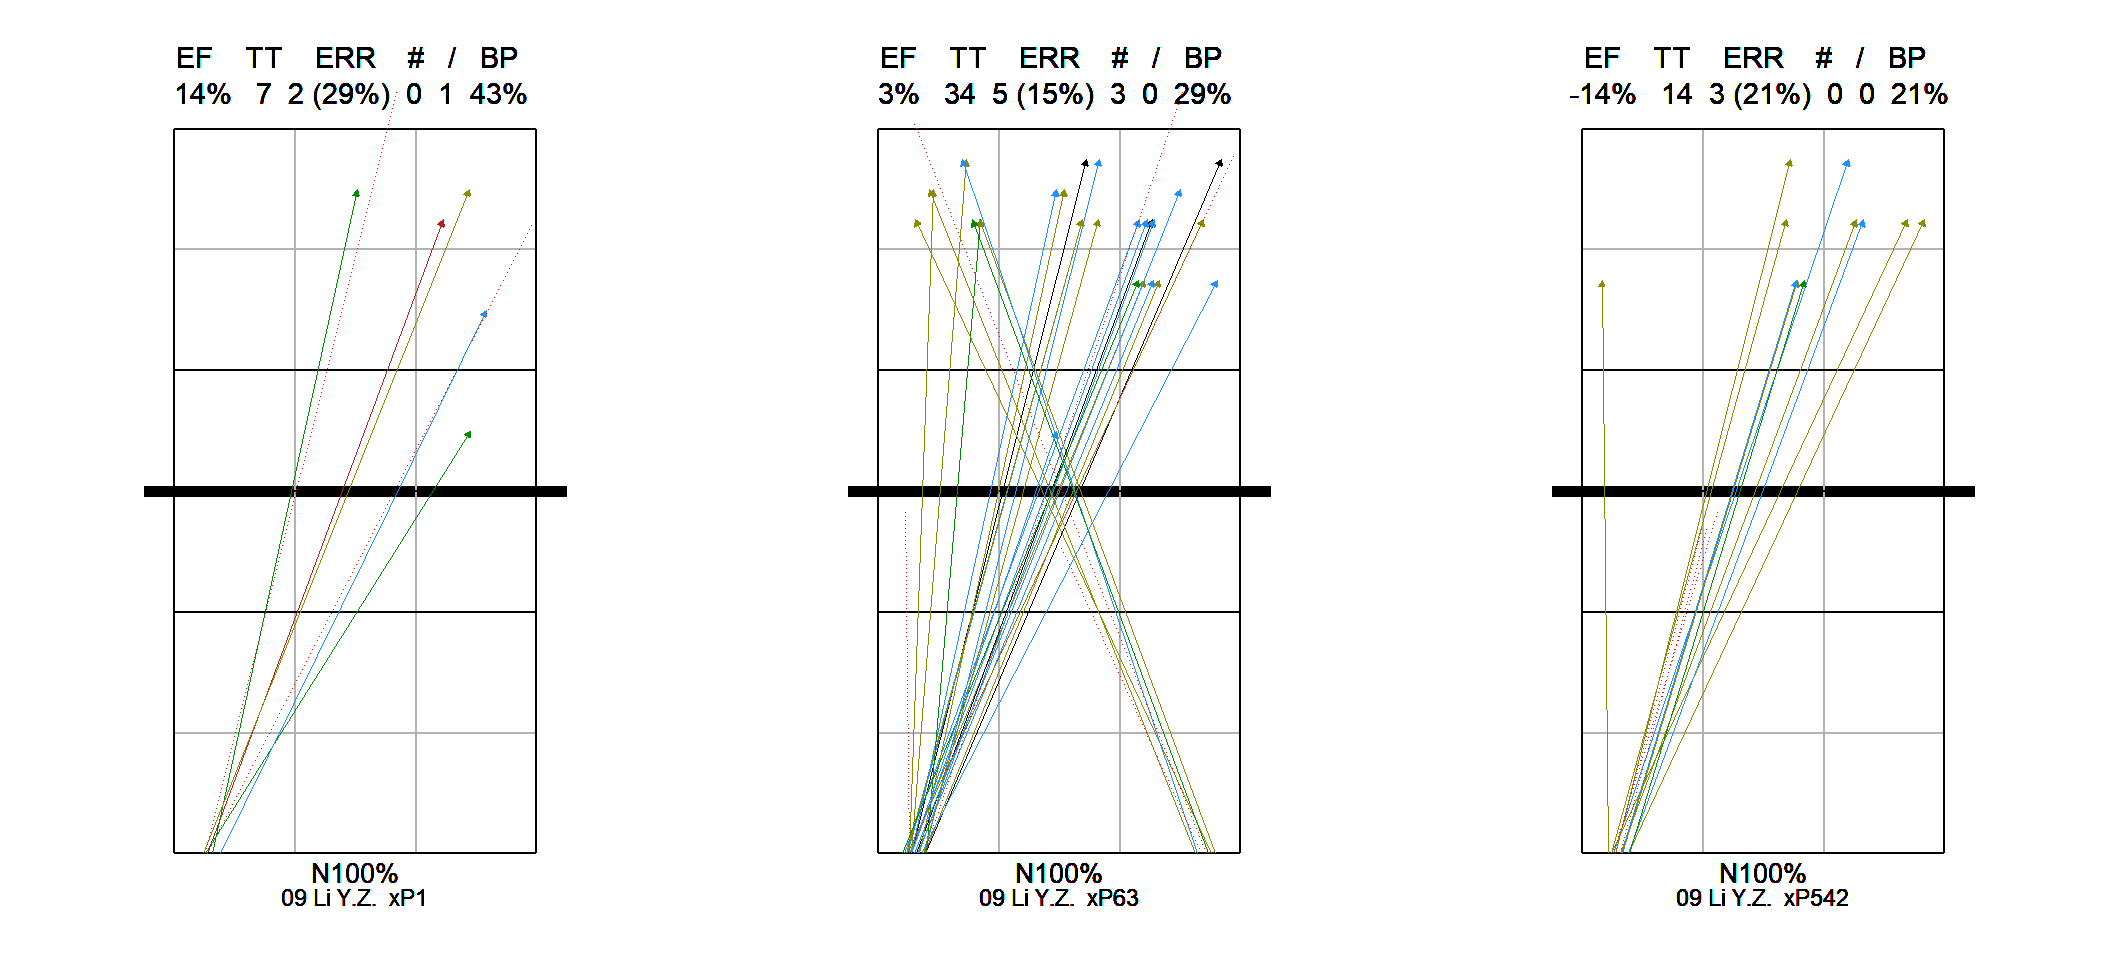 EF TT ERR # / BP
14% 7 2 (29%) 0 1 43%
N100%
09 Li Y.Z. xP1
EF TT ERR # / BP
3% 34 5 (15%) 3 0 29%
N100%
09 Li Y.Z. xP63
EF TT ERR # / BP
-14% 14 3 (21%) 0 0 21%
N100%
09 Li Y.Z. xP542